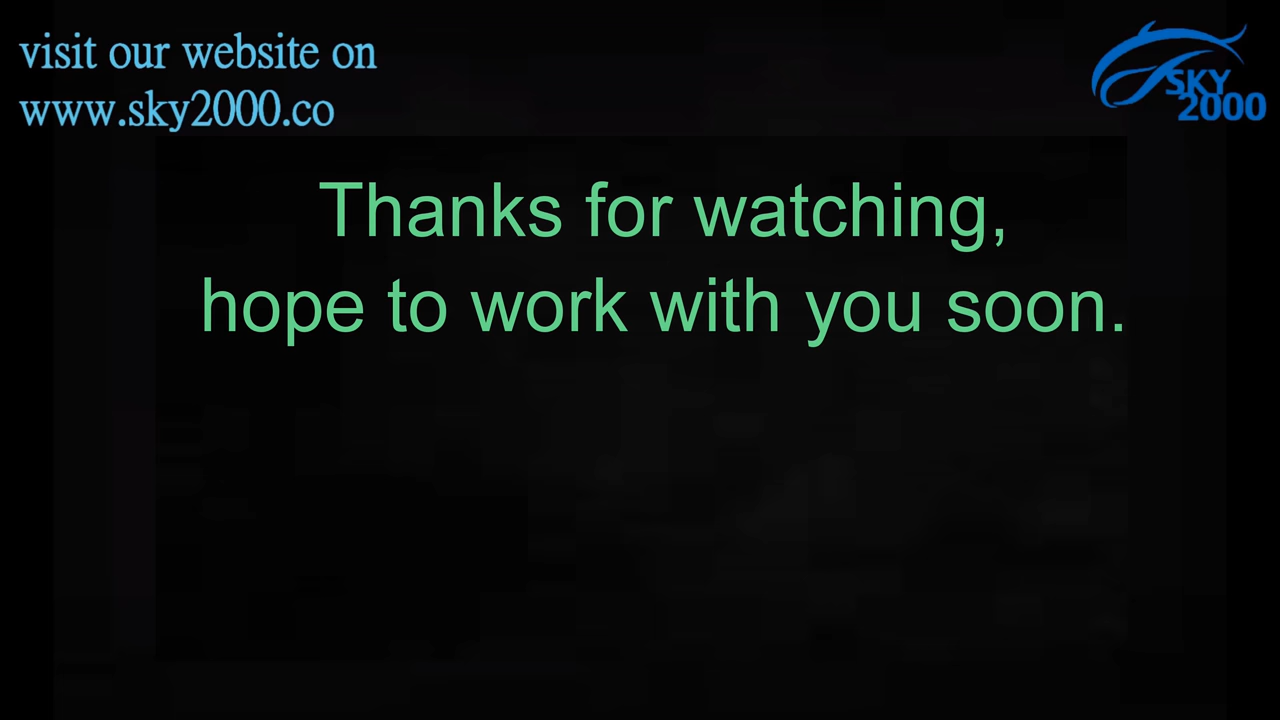 visit our website on
www.sky2000.co
SKY
2000
Thanks for watching,
hope to work with you soon.